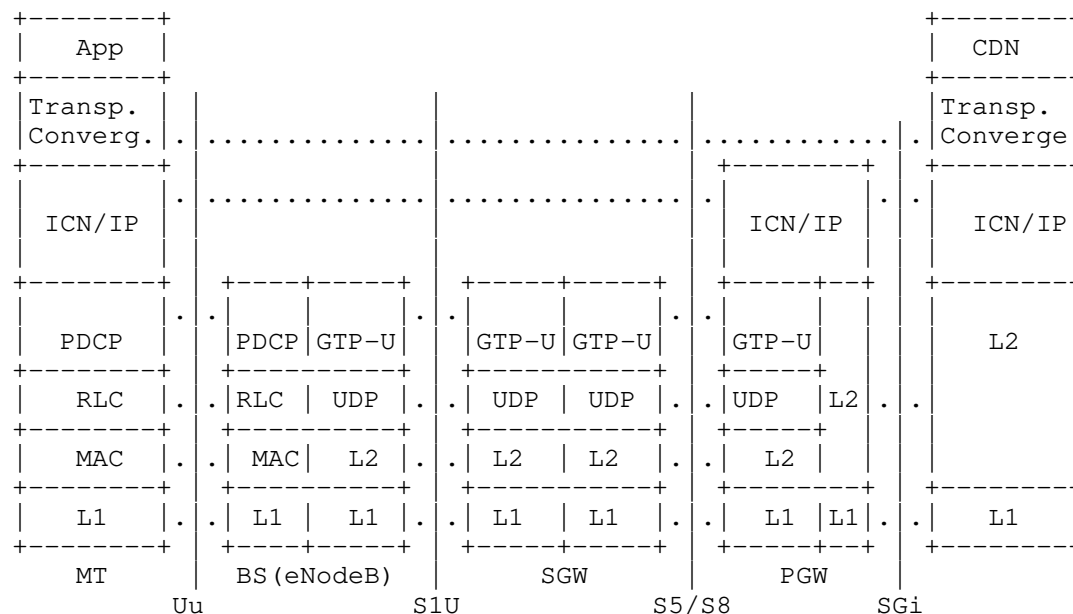 App CDN
Transp. Transp.
Converg. Converge
ICN/IP ICN/IP ICN/IP
PDCP PDCP GTP-U GTP-U GTP-U GTP-U L2
RLC RLC UDP UDP UDP UDP L2
MAC MAC L2 L2 L2 L2
L1 L1 L1 L1 L1 L1 L1 L1
MT BS(eNodeB) SGW PGW
Uu S1U S5/S8 SGi